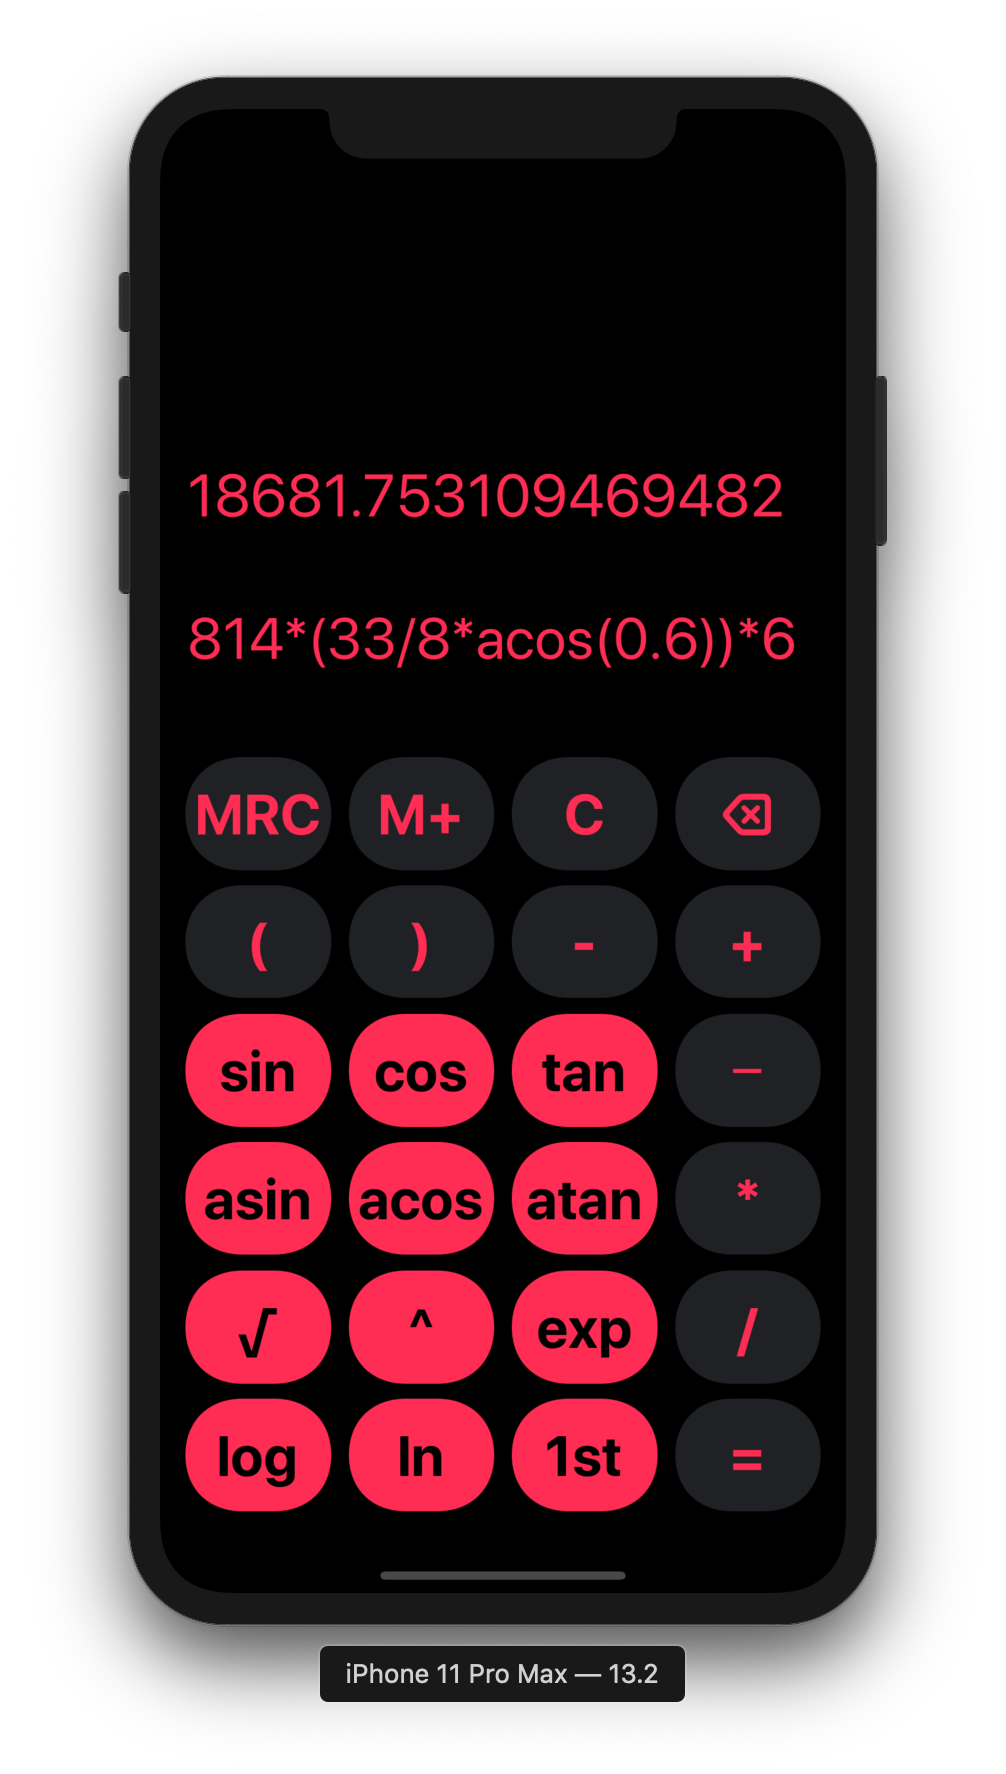 18681.753109469482
814*(33/8*acos(0.6))*6
MRC M+ C
( ) - +
sin cos tan −
asin acos atan *
√ ^ exp /
log ln 1st =
iPhone 11 Pro Max — 13.2